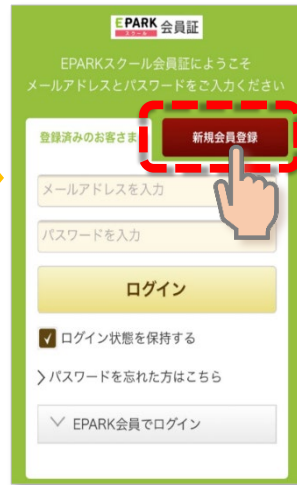 EPARK 会員証
スクール
EPARKスクール会員証にようこそ
メールアドレスとパスワードをご入力ください
登録済みのお客さま
新規会員登録
メールアドレスを入力
パスワードを入力
ログイン
ログイン状態を保持する
パスワードを忘れた方はこちら
EPARK会員でログイン